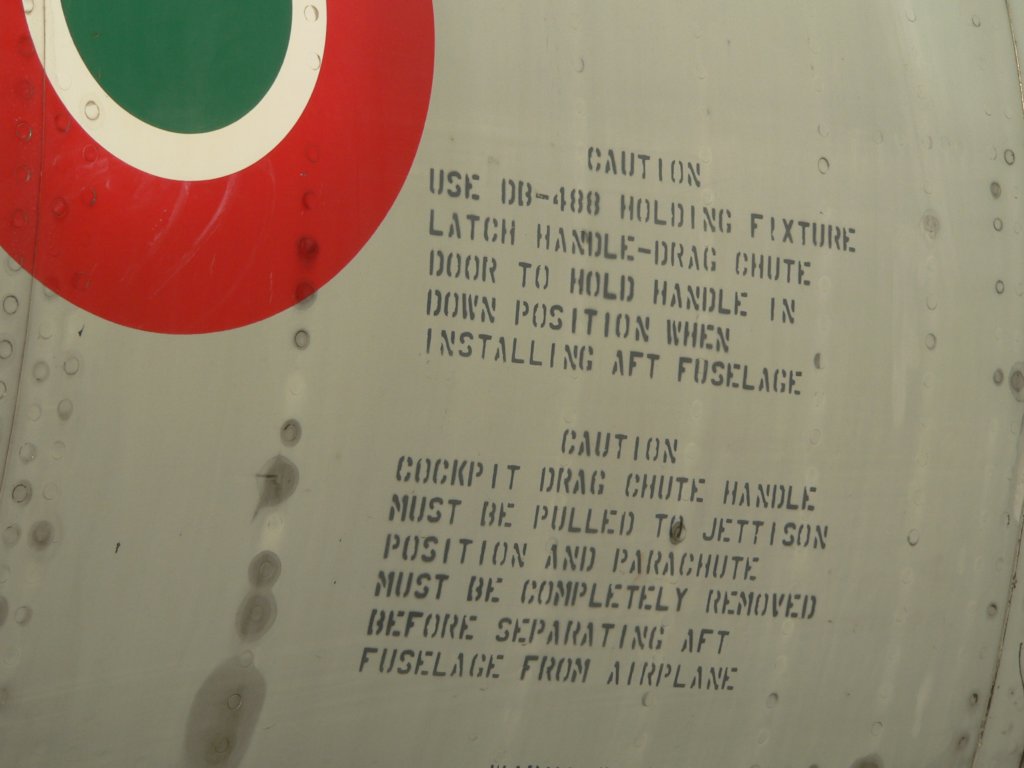 CAUTION
USE DB-488 HOLDING FIXTURE
LATCH HANDLE-DRAG CHUTE
DOOR TO HOLD HANDLE IN
DOWN POSITION WHEN
INSTALLING AFT FUSELAGE
CAUTION
COCKPIT DRAG CHUTE HANDLE
MUST BE PULLED TO JETTISON
POSITION AND PARACHUTE
MUST BE COMPLETELY REMOVED
BEFORE SEPARATING AFT
FUSELAGE FROM AIRPLANE